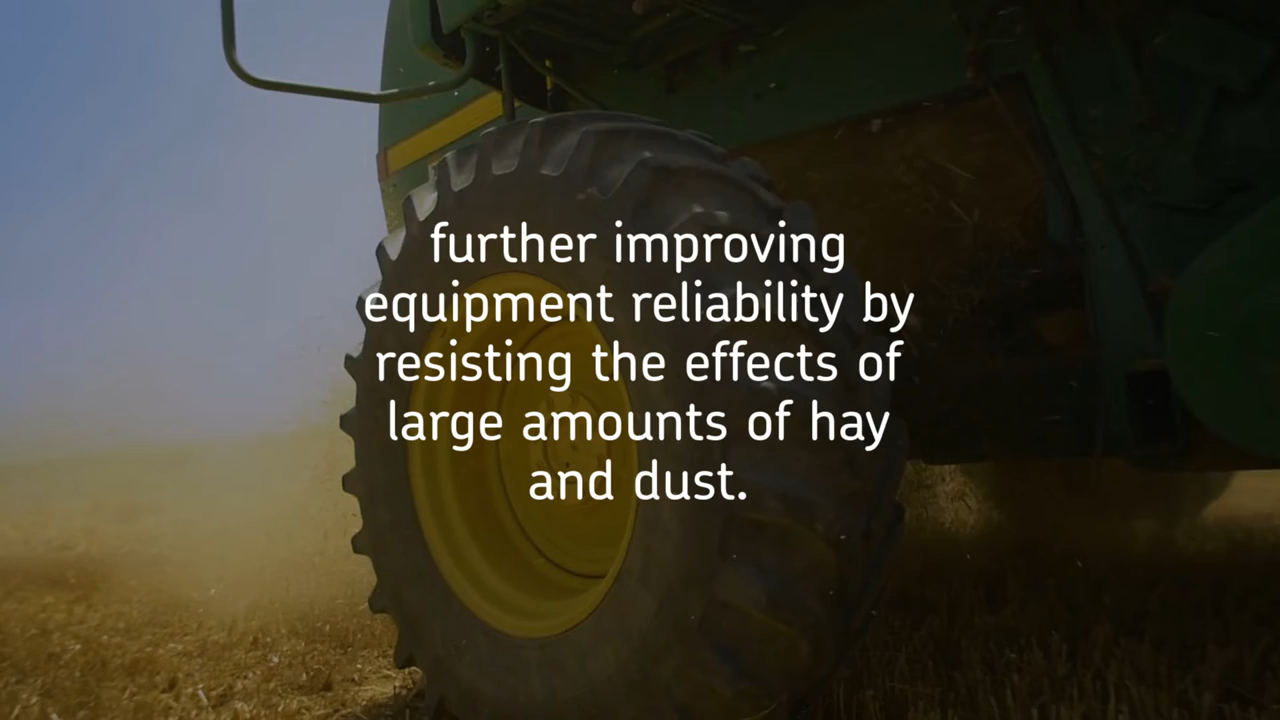 further improving
equipment reliability by
resisting the effects of
large amounts of hay
and dust.